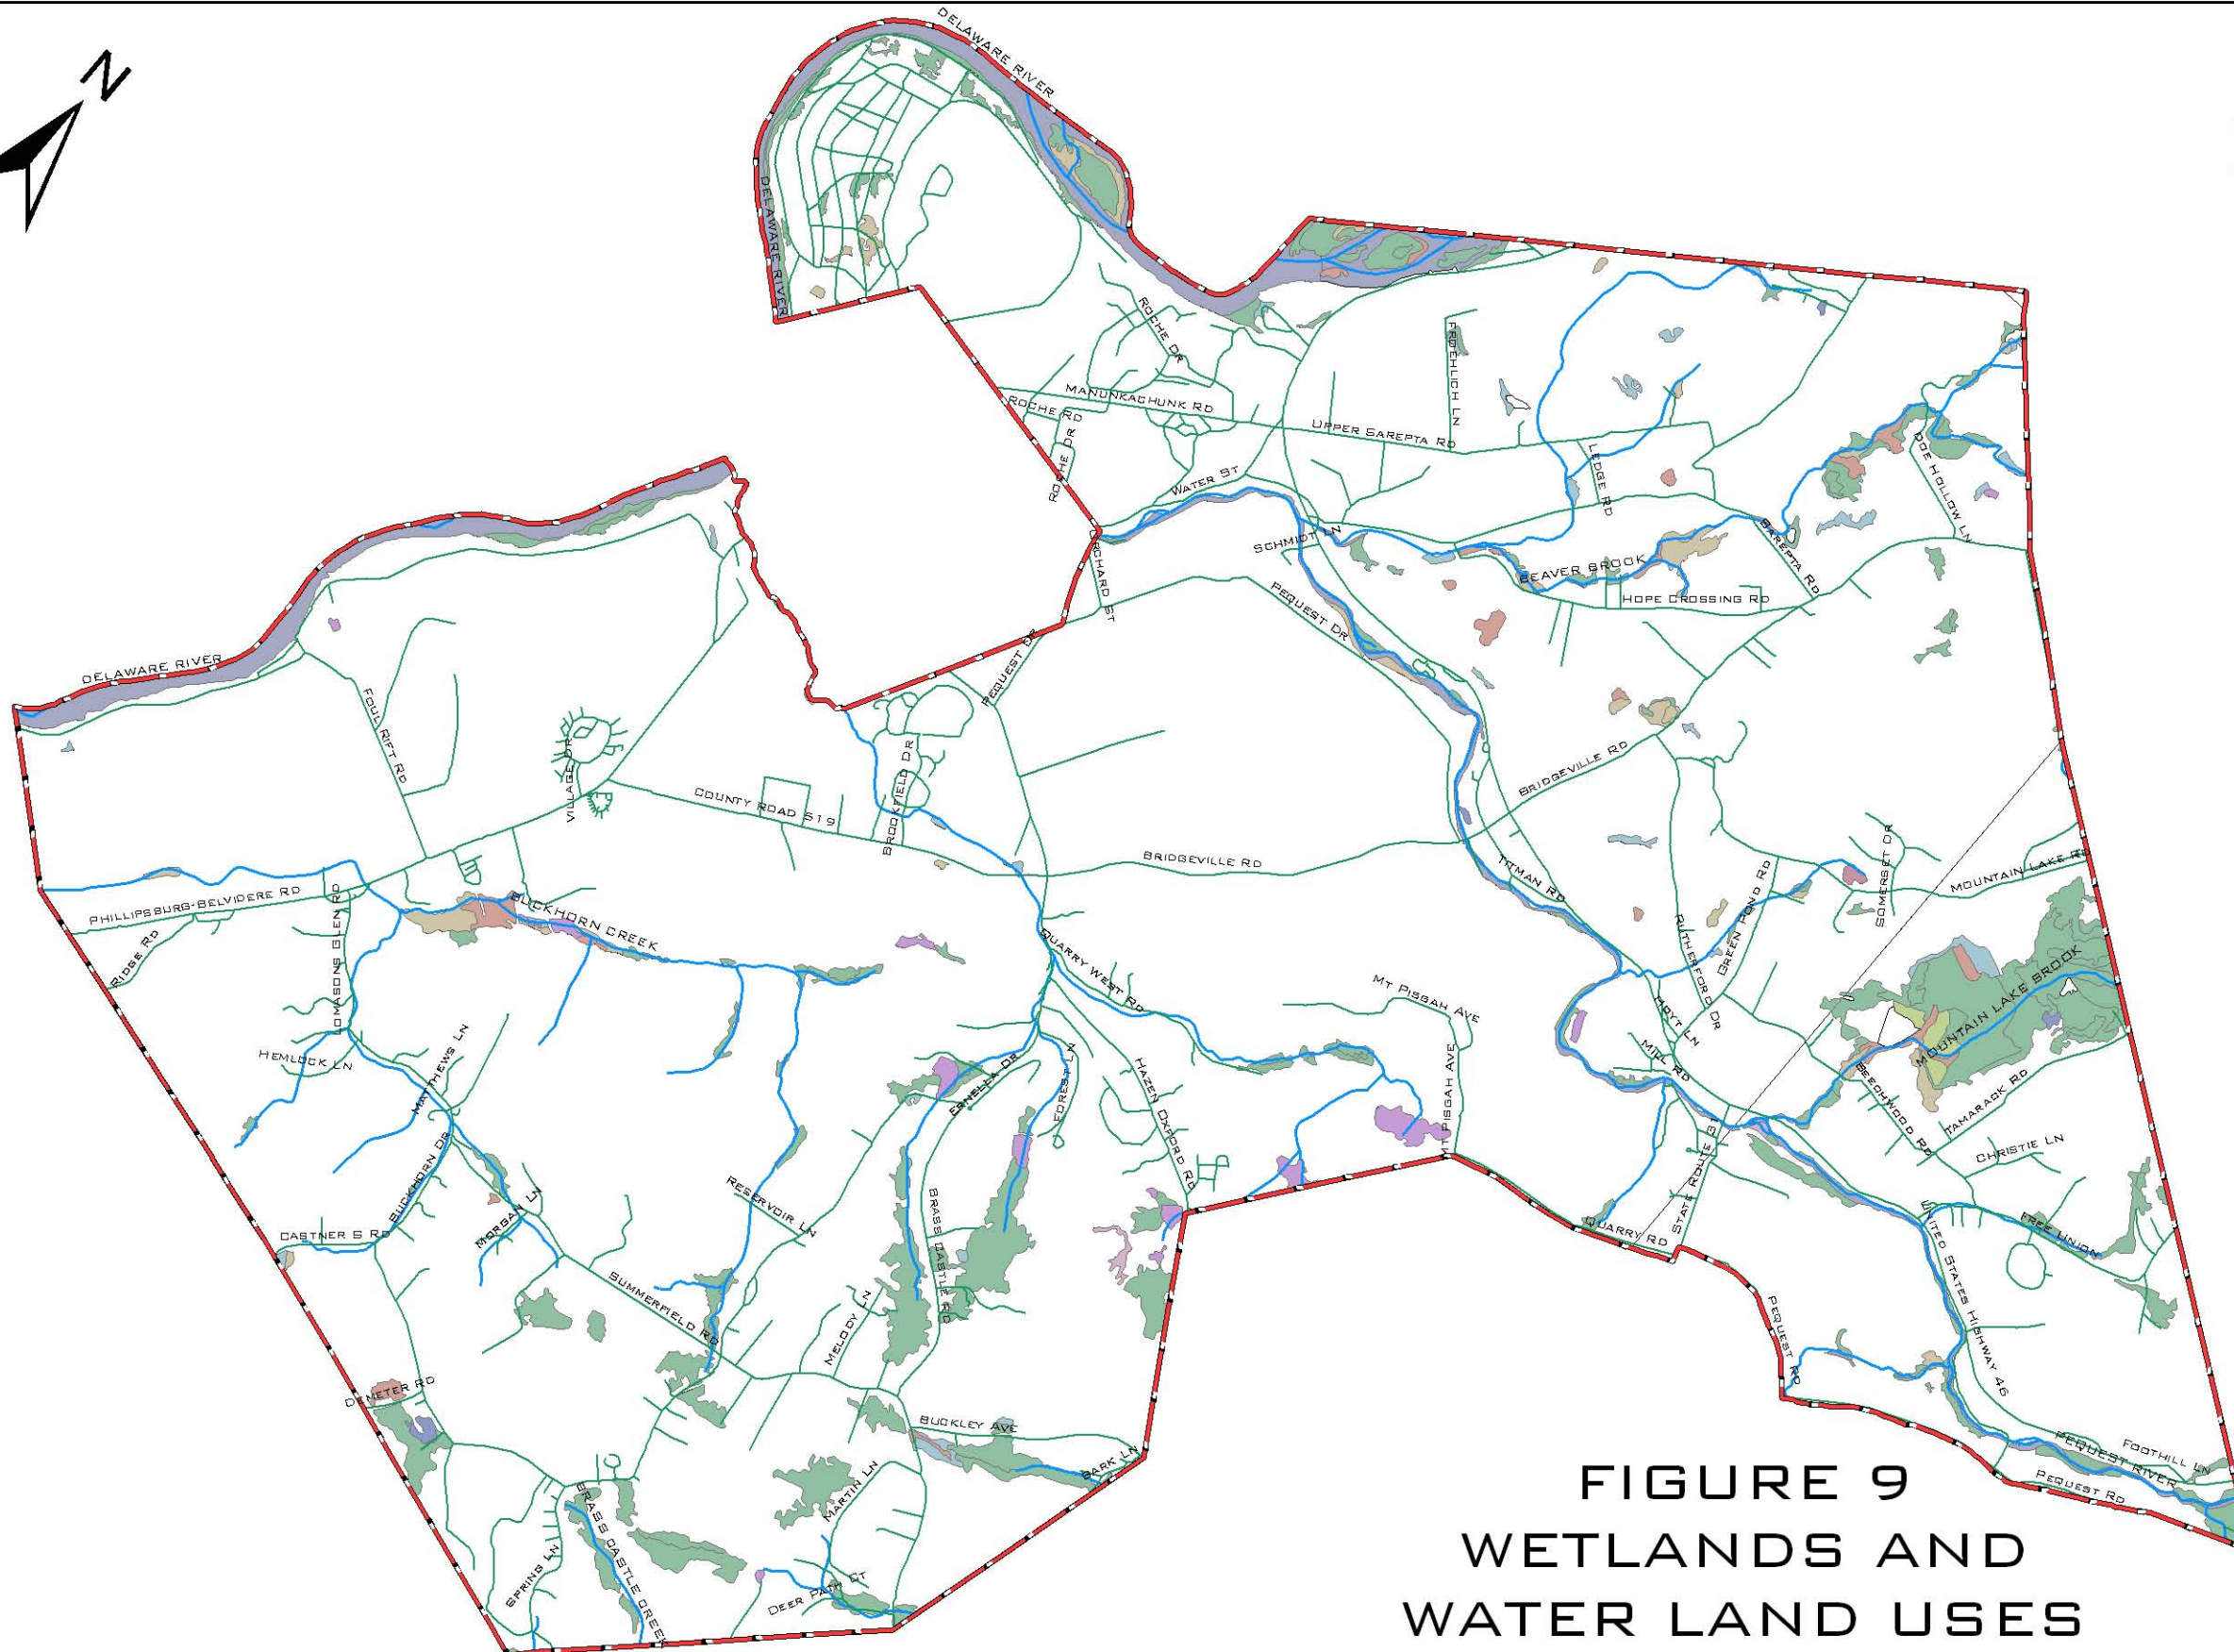 N
DELAWARE RIVER
DELAWARE RIVER
ROCHE DR
FROEHLICH LN
MANUNKACHUNK RD
ROCHE RD
UPPER SAREPTA RD
ROCHE DR
WATER ST
LEDGE RD
DOE HOLLOW LN
ORCHARD ST
SCHMIDT LN
BEAVER BROOK
SAREPTA RD
HOPE CROSSING RD
PEQUEST DR
PEQUEST DR
DELAWARE RIVER
FOUL RIFT RD
VILLAGE DR
COUNTY ROAD 519
BROOKFIELD DR
BRIDGEVILLE RD
BRIDGEVILLE RD
TITMAN RD
SOMERSET DR
MOUNTAIN LAKE RD
PHILLIPSBURG-BELVIDERE RD
RIDGE RD
LOMASONS GLEN RD
BUCKHORN CREEK
QUARRY WEST RD
RUTHERFORD DR
GREEN POND RD
MT PISGAH AVE
HOYT LN
MOUNTAIN LAKE BROOK
HEMLOCK LN
MATTHEWS LN
ERNELLA DR
FOREST LN
HAZEN OXFORD RD
MT PISGAH AVE
MILL RD
BEECHWOOD RD
TAMARACK RD
CHRISTIE LN
STATE ROUTE 31
BUCKHORN DR
MORGAN LN
RESERVOIR LN
BRASS CASTLE RD
CASTNER S RD
QUARRY RD
FREE UNION
UNITED STATES HIGHWAY 46
SUMMERFIELD RD
MELODY LN
PEQUEST RD
DEMETER RD
BUCKLEY AVE
BARK LN
MARTIN LN
PEQUEST RIVER
FOOTHILL LN
PEQUEST RD
BRASS CASTLE CREEK
SPRING LN
DEER PATH CT
FIGURE 9
WETLANDS AND
WATER LAND USES